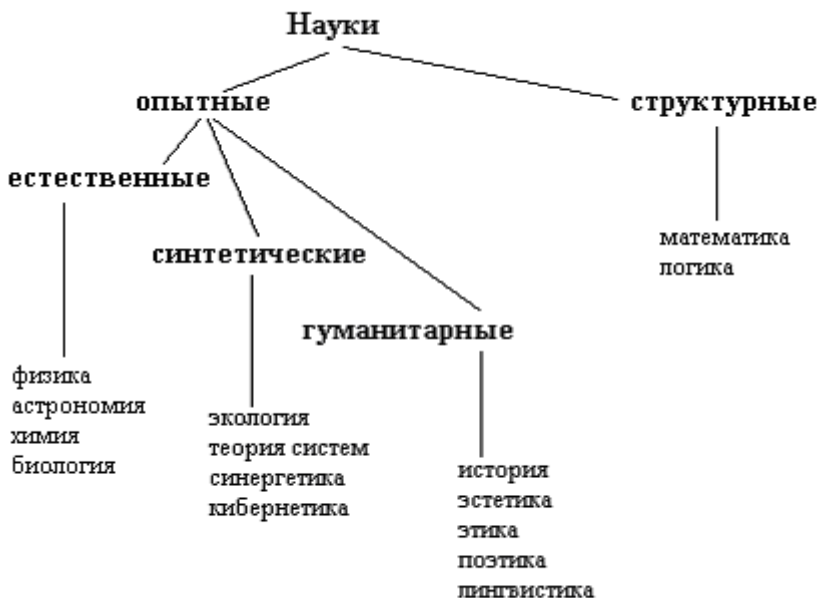 Науки
опытные
структурные
естественные
синтетические
гуманитарные
математика
логика
физика
астрономия
химия
биология
экология
теория систем
синергетика
кибернетика
история
эстетика
этика
поэтика
лингвистика